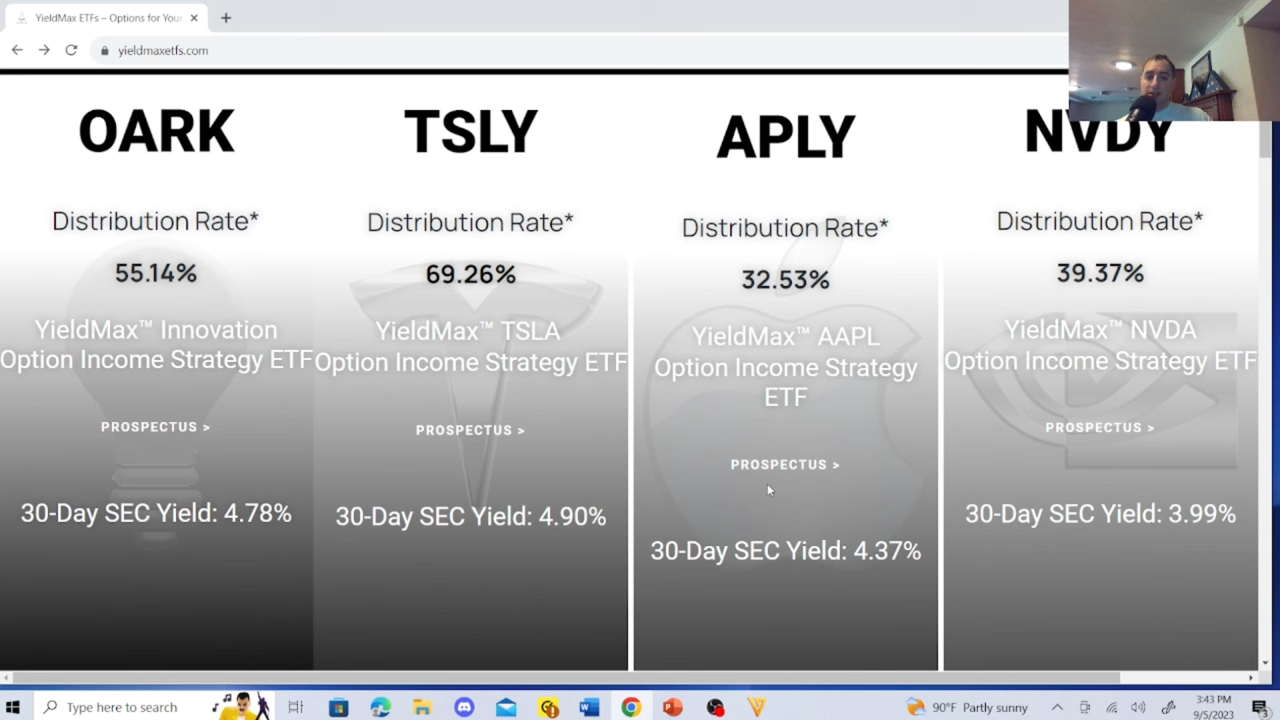 YieldMax ETFs – Options for Your
yieldmaxetfs.com
OARK
Distribution Rate*
55.14%
YieldMax™ Innovation
Option Income Strategy ETF
PROSPECTUS >
30-Day SEC Yield: 4.78%
TSLY
Distribution Rate*
69.26%
YieldMax™ TSLA
Option Income Strategy ETF
PROSPECTUS >
30-Day SEC Yield: 4.90%
APLY
Distribution Rate*
32.53%
YieldMax™ AAPL
Option Income Strategy
ETF
PROSPECTUS >
30-Day SEC Yield: 4.37%
NVDY
Distribution Rate*
39.37%
YieldMax™ NVDA
Option Income Strategy ETF
PROSPECTUS >
30-Day SEC Yield: 3.99%
Type here to search
90°F Partly sunny
3:43 PM
9/5/2023